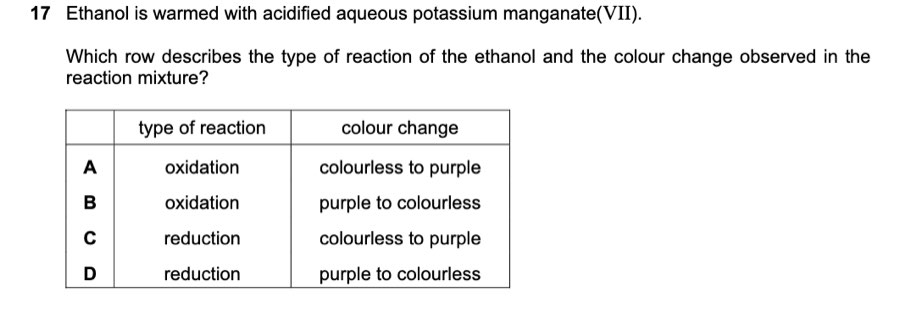 17 Ethanol is warmed with acidified aqueous potassium manganate(VII).
Which row describes the type of reaction of the ethanol and the colour change observed in the
reaction mixture?
type of reaction colour change
A oxidation colourless to purple
B oxidation purple to colourless
C reduction colourless to purple
D reduction purple to colourless